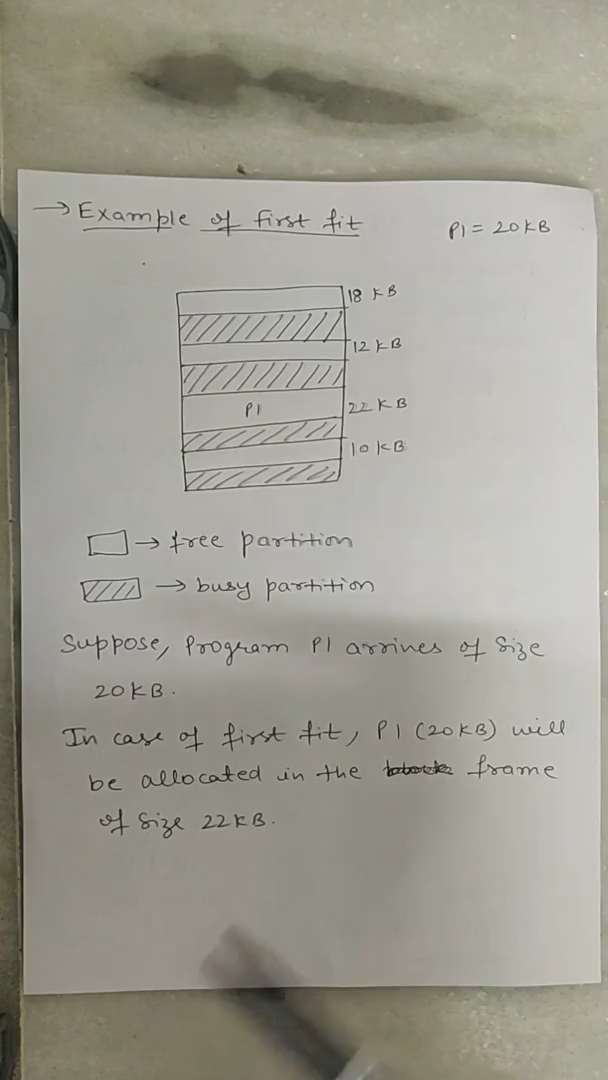 → Example of first fit
P1 = 20KB
18 KB
12 KB
P1
22 KB
10 KB
→ free partition
→ busy partition
Suppose, Program P1 arrives of size
20KB.
In case of first fit, P1 (20KB) will
be allocated in the frame
of size 22KB.